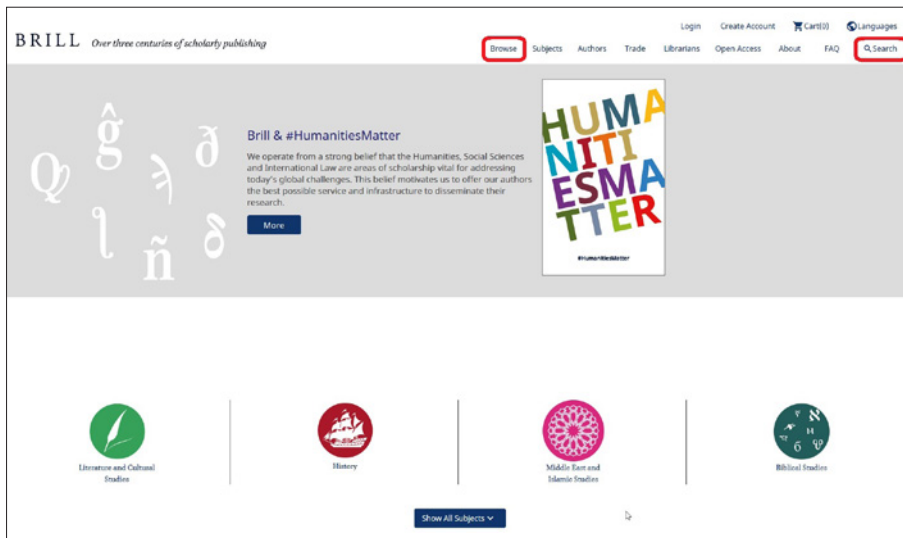 Login Create Account Cart(0) Languages
BRILL Over three centuries of scholarly publishing
Browse Subjects Authors Trade Librarians Open Access About FAQ Search
Brill & #HumanitiesMatter
We operate from a strong belief that the Humanities, Social Sciences
and International Law are areas of scholarship vital for addressing
today's global challenges. This belief motivates us to offer our authors
the best possible service and infrastructure to disseminate their
research.
More
HUMA
NITI
ESMA
TTER
#HumanitiesMatter
Literature and Cultural
Studies
History
Middle East and
Islamic Studies
Biblical Studies
Show All Subjects